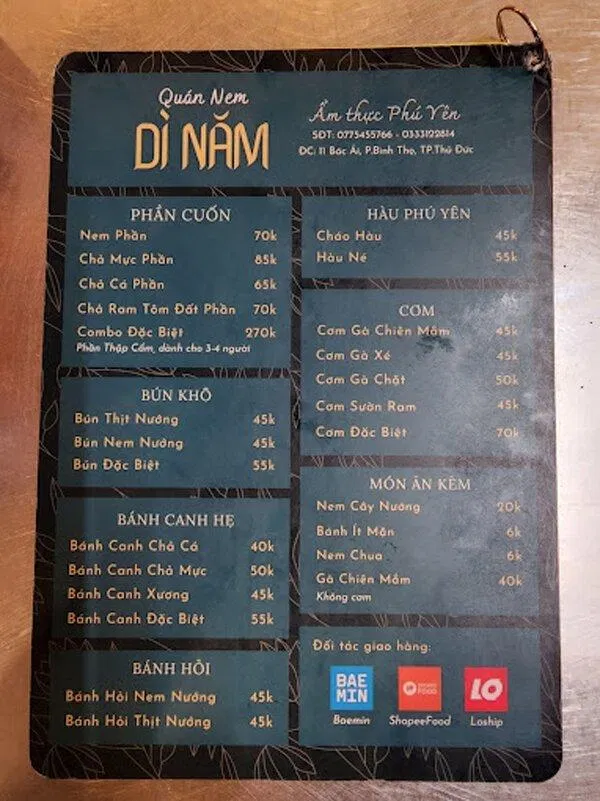 Quán Nem
DÌ NĂM
Ẩm thực Phú Yên
SĐT: 0775455766 - 0333122814
ĐC: 11 Bác Ái, P.Bình Thọ, TP.Thủ Đức
PHẦN CUỐN
Nem Phần 70k
Chả Mực Phần 85k
Chả Cá Phần 65k
Chả Ram Tôm Đất Phần 70k
Combo Đặc Biệt 270k
Phần Thập Cẩm, dành cho 3-4 người
BÚN KHÔ
Bún Thịt Nướng 45k
Bún Nem Nướng 45k
Bún Đặc Biệt 55k
BÁNH CANH HẸ
Bánh Canh Chả Cá 40k
Bánh Canh Chả Mực 50k
Bánh Canh Xương 45k
Bánh Canh Đặc Biệt 55k
BÁNH HỎI
Bánh Hỏi Nem Nướng 45k
Bánh Hỏi Thịt Nướng 45k
HÀU PHÚ YÊN
Cháo Hàu 45k
Hàu Né 55k
CƠM
Cơm Gà Chiên Mắm 45k
Cơm Gà Xé 45k
Cơm Gà Chặt 50k
Cơm Sườn Ram 45k
Cơm Đặc Biệt 70k
MÓN ĂN KÈM
Nem Cây Nướng 20k
Bánh Ít Mặn 6k
Nem Chua 6k
Gà Chiên Mắm 40k
Không cơm
Đối tác giao hàng:
BAE
MIN
LO
Baemin ShopeeFood Loship